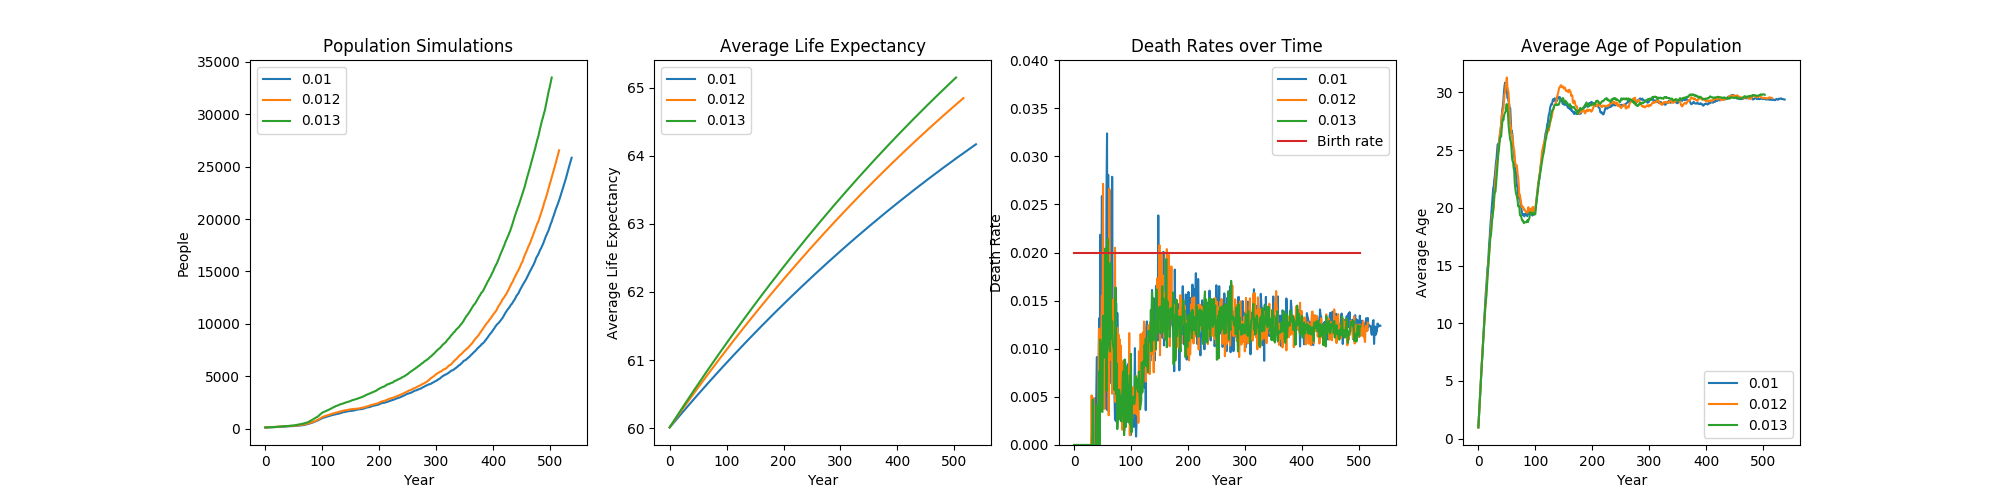 Population Simulations
35000
30000
25000
20000
15000
10000
5000
0
People
0 100 200 300 400 500
Year
0.01
0.012
0.013
Average Life Expectancy
65
64
63
62
61
60
Average Life Expectancy
0 100 200 300 400 500
Year
0.01
0.012
0.013
Death Rates over Time
0.040
0.035
0.030
0.025
0.020
0.015
0.010
0.005
0.000
Death Rate
0 100 200 300 400 500
Year
0.01
0.012
0.013
Birth rate
Average Age of Population
30
25
20
15
10
5
0
Average Age
0 100 200 300 400 500
Year
0.01
0.012
0.013